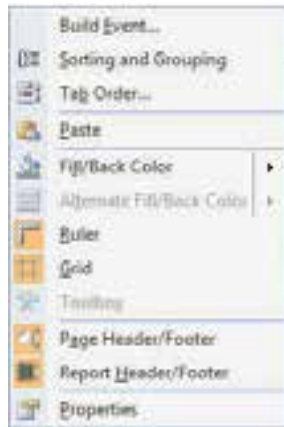 Build Event...
Sorting and Grouping
Tab Order...
Paste
Fill/Back Color
Alternate Fill/Back Color
Ruler
Grid
Toolbox
Page Header/Footer
Report Header/Footer
Properties